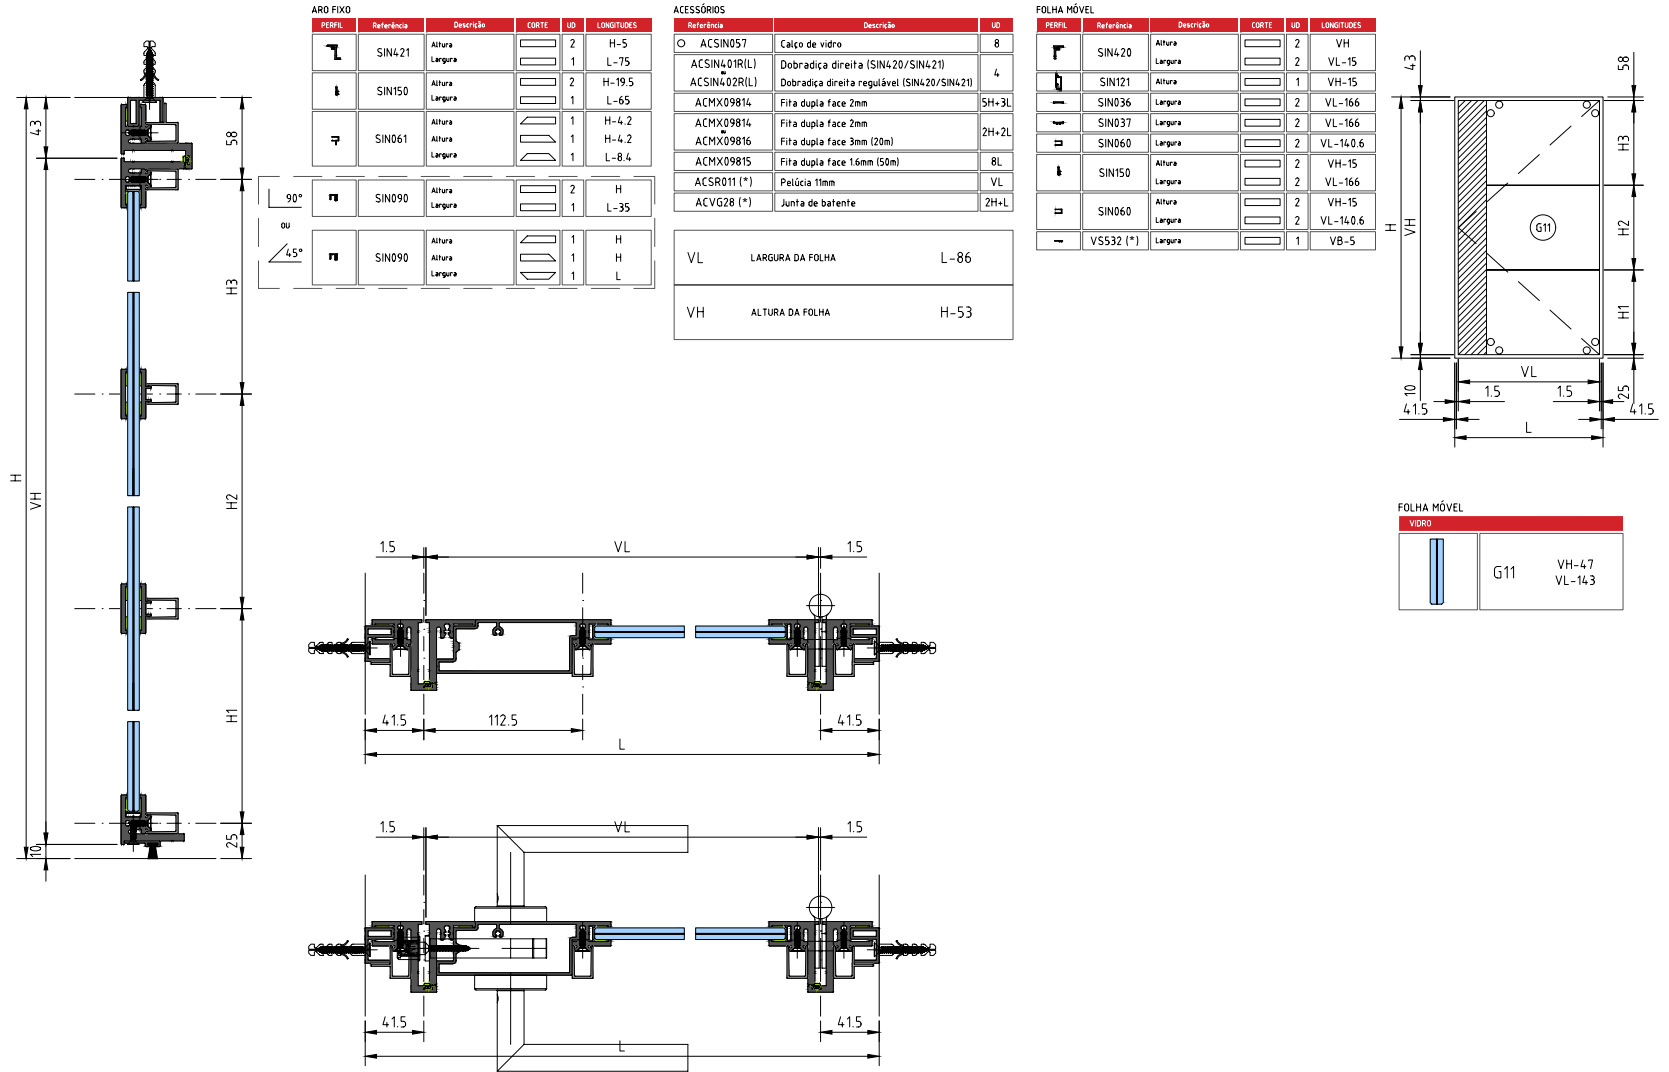 ARO FIXO
PERFIL Referência Descrição CORTE UD LONGITUDES
SIN421 Altura 2 H-5
Largura 1 L-75
SIN150 Altura 2 H-19.5
Largura 1 L-65
SIN061 Altura 1 H-4.2
Altura 1 H-4.2
Largura 1 L-8.4
90°
SIN090 Altura 2 H
Largura 1 L-35
ou
45°
SIN090 Altura 1 H
Altura 1 H
Largura 1 L
ACESSÓRIOS
Referência Descrição UD
ACSIN057 Calço de vidro 8
ACSIN401R(L) Dobradiça direita (SIN420/SIN421)
ou 4
ACSIN402R(L) Dobradiça direita regulável (SIN420/SIN421)
ACMX09814 Fita dupla face 2mm 5H+3L
ACMX09814 Fita dupla face 2mm
ou 2H+2L
ACMX09816 Fita dupla face 3mm (20m)
ACMX09815 Fita dupla face 1.6mm (50m) 8L
ACSR011 (*) Pelúcia 11mm VL
ACVG28 (*) Junta de batente 2H+L
VL LARGURA DA FOLHA L-86
VH ALTURA DA FOLHA H-53
FOLHA MÓVEL
PERFIL Referência Descrição CORTE UD LONGITUDES
SIN420 Altura 2 VH
Largura 2 VL-15
SIN121 Altura 1 VH-15
SIN036 Largura 2 VL-166
SIN037 Largura 2 VL-166
SIN060 Largura 2 VL-140.6
SIN150 Altura 2 VH-15
Largura 2 VL-166
SIN060 Altura 2 VH-15
Largura 2 VL-140.6
VS532 (*) Largura 1 VB-5
43
58
H
VH
H3
H2
H1
G11
VL
10
1.5
1.5
25
41.5
41.5
L
FOLHA MÓVEL
VIDRO
G11 VH-47
VL-143
43
58
H
VH
H3
H2
H1
10
25
1.5
VL
1.5
41.5
112.5
41.5
L
1.5
VL
1.5
41.5
41.5
L